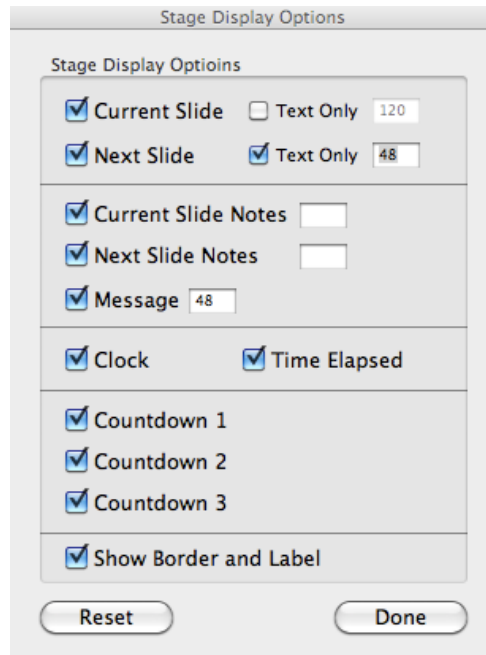 Stage Display Options
Stage Display Optioins
Current Slide Text Only 120
Next Slide Text Only 48
Current Slide Notes
Next Slide Notes
Message 48
Clock Time Elapsed
Countdown 1
Countdown 2
Countdown 3
Show Border and Label
Reset Done